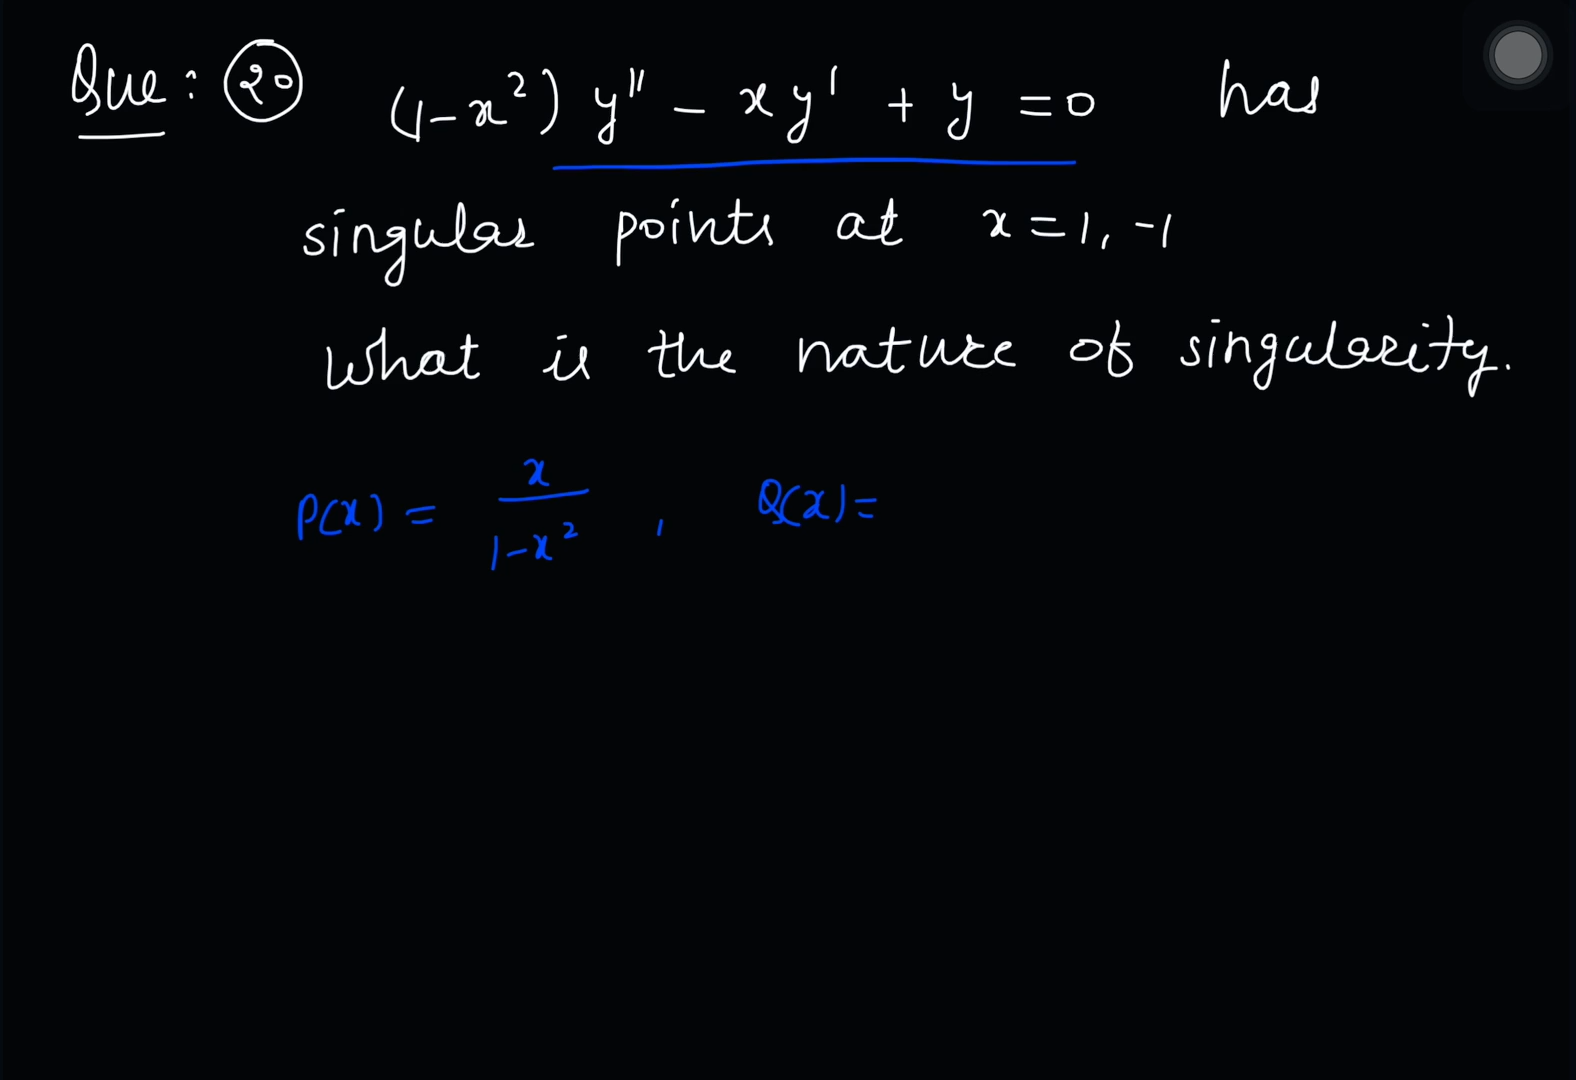 Que: 20 (1-x²) y" - xy' + y = 0 has
singular points at x = 1, -1
what is the nature of singularity.
P(x) = x/(1-x²) , Q(x) =